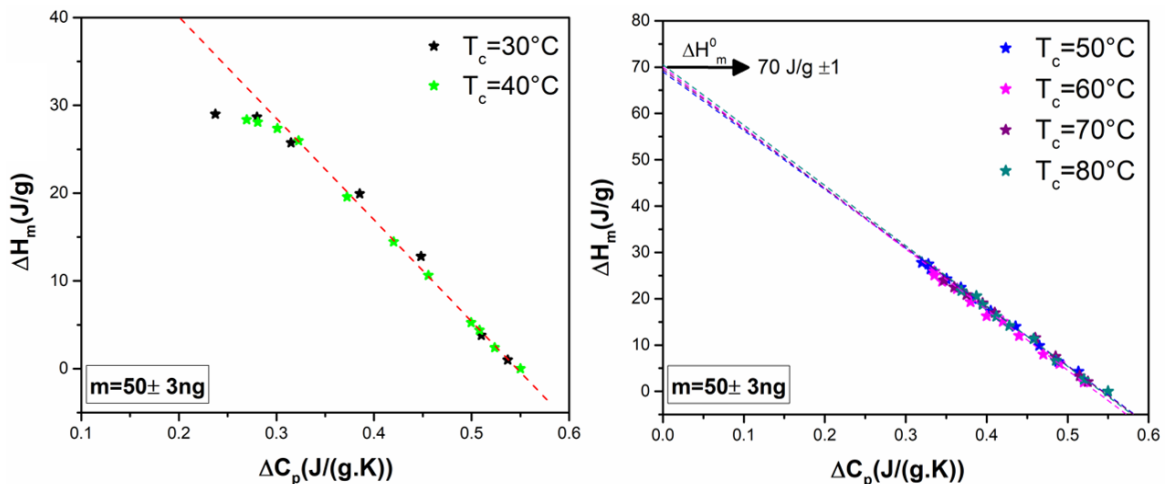 40
30
20
10
0
ΔHm(J/g)
Tc=30°C
Tc=40°C
m=50± 3ng
0.1 0.2 0.3 0.4 0.5 0.6
ΔCp(J/(g.K))
80
70
60
50
40
30
20
10
0
ΔHm(J/g)
ΔH0m
70 J/g ±1
Tc=50°C
Tc=60°C
Tc=70°C
Tc=80°C
m=50± 3ng
0.0 0.1 0.2 0.3 0.4 0.5 0.6
ΔCp(J/(g.K))